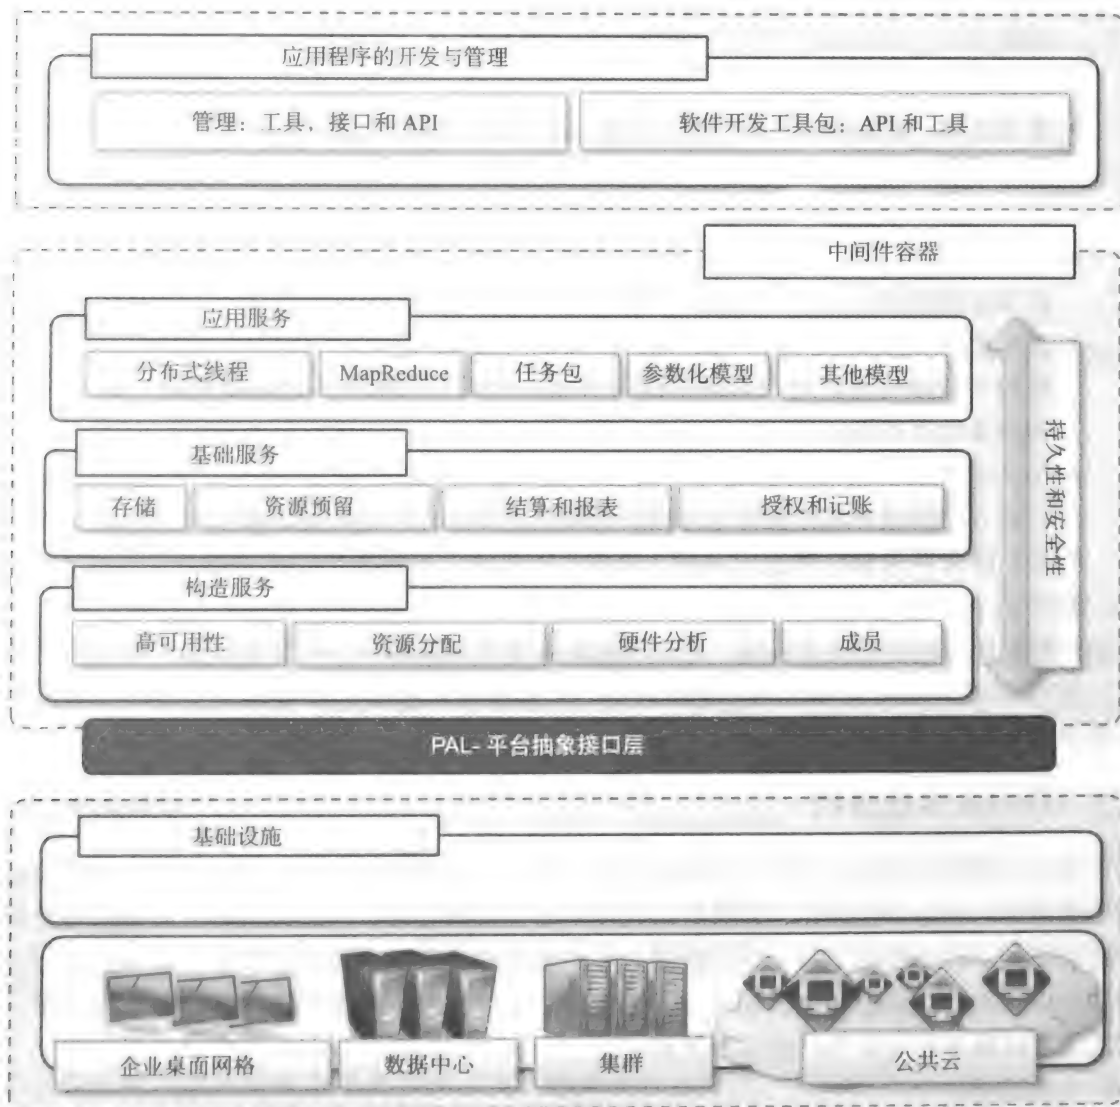 应用程序的开发与管理
管理：工具，接口和 API
软件开发工具包：API 和工具
中间件容器
应用服务
分布式线程
MapReduce
任务包
参数化模型
其他模型
持久性和安全性
基础服务
存储
资源预留
结算和报表
授权和记账
构造服务
高可用性
资源分配
硬件分析
成员
PAL- 平台抽象接口层
基础设施
企业桌面网格
数据中心
集群
公共云